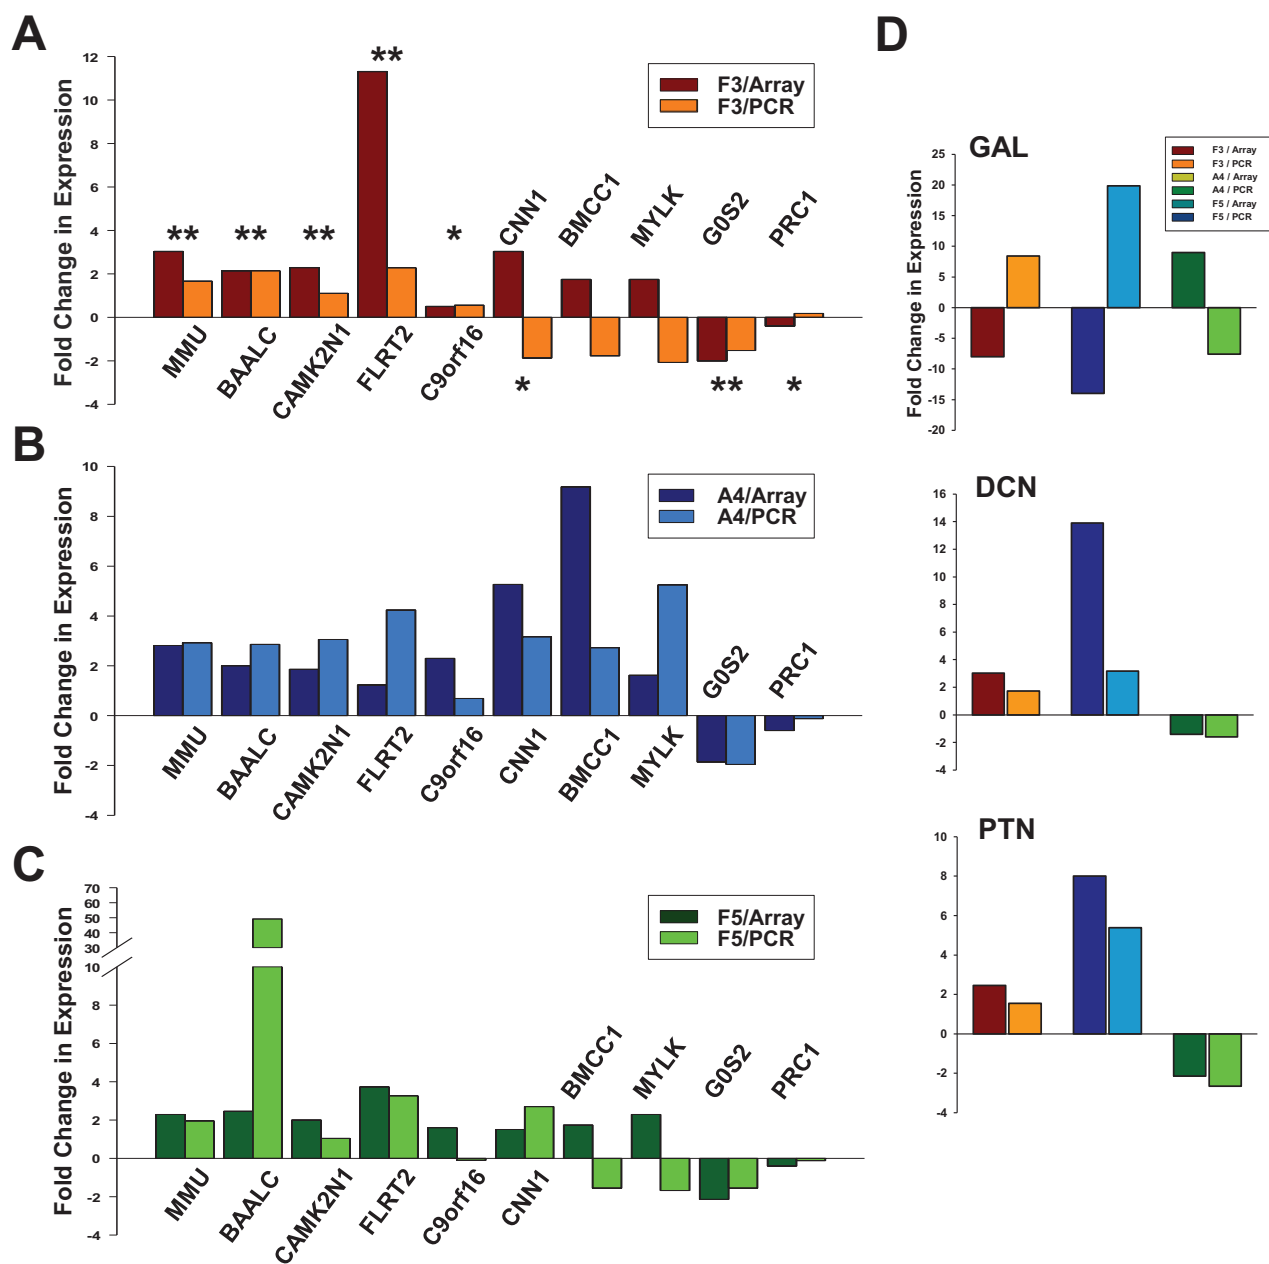 A
Fold Change in Expression
12
10
8
6
4
2
0
-2
-4
**
**
**
**
*
F3/Array
F3/PCR
CNN1
BMCC1
MYLK
G0S2
PRC1
MMU
BAALC
CAMK2N1
FLRT2
C9orf16
*
**
*
B
Fold Change in Expression
10
8
6
4
2
0
-2
-4
A4/Array
A4/PCR
G0S2
PRC1
MMU
BAALC
CAMK2N1
FLRT2
C9orf16
CNN1
BMCC1
MYLK
C
Fold Change in Expression
70
60
50
40
30
10
8
6
4
2
0
-2
-4
F5/Array
F5/PCR
BMCC1
MYLK
G0S2
PRC1
MMU
BAALC
CAMK2N1
FLRT2
C9orf16
CNN1
D
GAL
Fold Change in Expression
25
20
15
10
5
0
-5
-10
-15
-20
F3 / Array
F3 / PCR
A4 / Array
A4 / PCR
F5 / Array
F5 / PCR
DCN
16
14
12
10
8
6
4
2
0
-2
-4
PTN
10
8
6
4
2
0
-2
-4